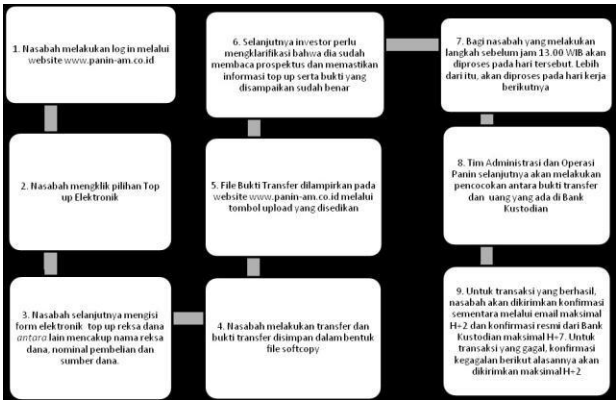 1. Nasabah melakukan log in melalui
website www.panin-am.co.id
2. Nasabah mengklik pilihan Top
up Elektronik
3. Nasabah selanjutnya mengisi
form elektronik top up reksa dana
antara lain mencakup nama reksa
dana, nominal pembelian dan
sumber dana.
4. Nasabah melakukan transfer dan
bukti transfer disimpan dalam bentuk
file softcopy
5. File Bukti Transfer dilampirkan pada
website www.panin-am.co.id melalui
tombol upload yang disedikan
6. Selanjutnya investor perlu
mengklarifikasi bahwa dia sudah
membaca prospektus dan memastikan
informasi top up serta bukti yang
disampaikan sudah benar
7. Bagi nasabah yang melakukan
langkah sebelum jam 13.00 WIB akan
diproses pada hari tersebut. Lebih
dari itu, akan diproses pada hari kerja
berikutnya
8. Tim Administrasi dan Operasi
Panin selanjutnya akan melakukan
pencocokan antara bukti transfer
dan uang yang ada di Bank
Kustodian
9. Untuk transaksi yang berhasil,
nasabah akan dikirimkan konfirmasi
sementara melalui email maksimal
H+2 dan konfirmasi resmi dari Bank
Kustodian maksimal H+7. Untuk
transaksi yang gagal, konfirmasi
kegagalan berikut alasannya akan
dikirimkan maksimal H+2